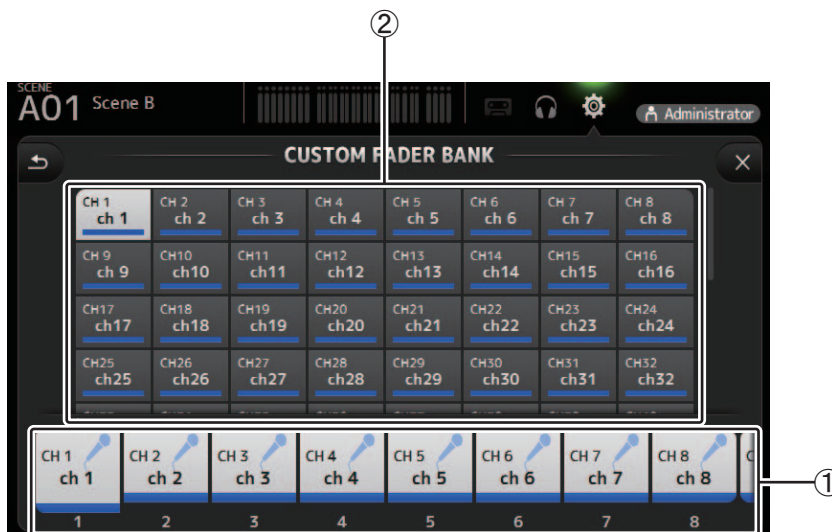 ②
SCENE
A01 Scene B
Administrator
CUSTOM FADER BANK
CH 1 CH 2 CH 3 CH 4 CH 5 CH 6 CH 7 CH 8
ch 1 ch 2 ch 3 ch 4 ch 5 ch 6 ch 7 ch 8
CH 9 CH10 CH11 CH12 CH13 CH14 CH15 CH16
ch 9 ch10 ch11 ch12 ch13 ch14 ch15 ch16
CH17 CH18 CH19 CH20 CH21 CH22 CH23 CH24
ch17 ch18 ch19 ch20 ch21 ch22 ch23 ch24
CH25 CH26 CH27 CH28 CH29 CH30 CH31 CH32
ch25 ch26 ch27 ch28 ch29 ch30 ch31 ch32
CH 1 CH 2 CH 3 CH 4 CH 5 CH 6 CH 7 CH 8
ch 1 ch 2 ch 3 ch 4 ch 5 ch 6 ch 7 ch 8
①
1 2 3 4 5 6 7 8